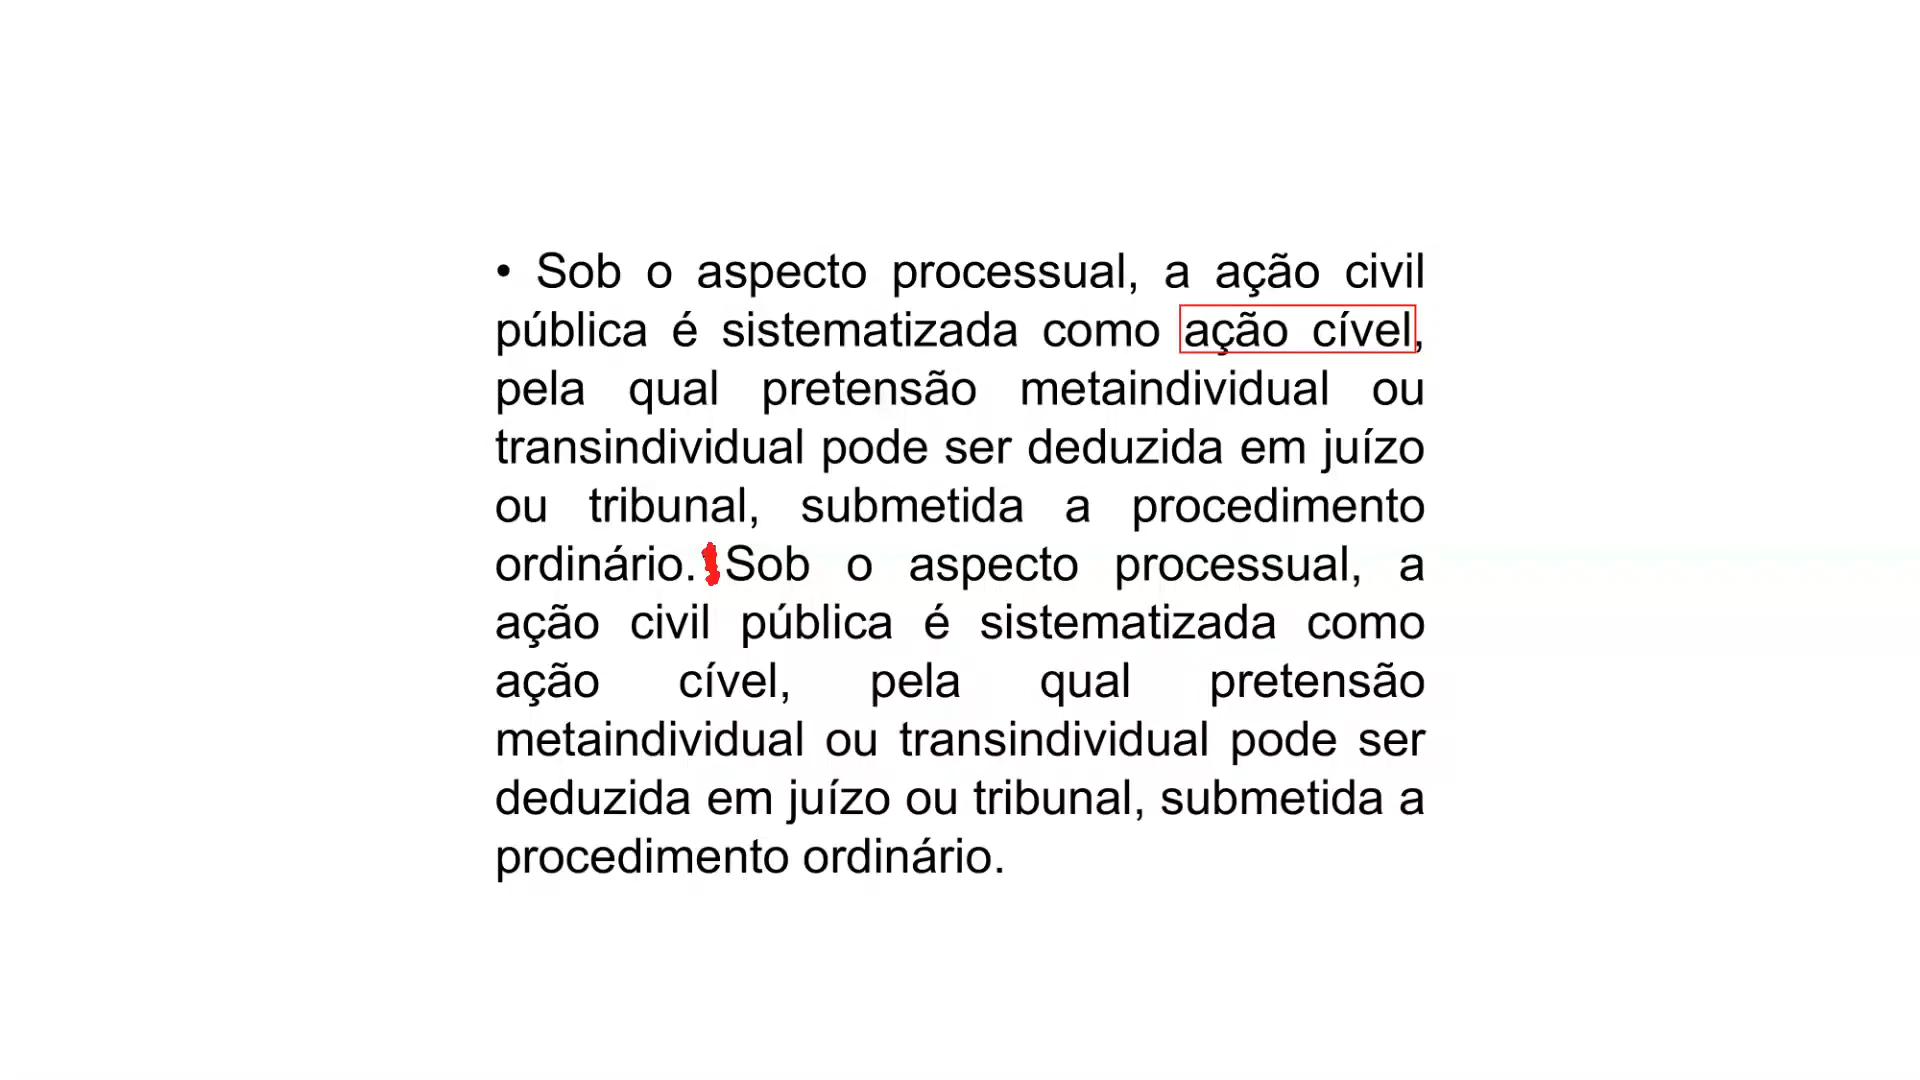 • Sob o aspecto processual, a ação civil
pública é sistematizada como ação cível,
pela qual pretensão metaindividual ou
transindividual pode ser deduzida em juízo
ou tribunal, submetida a procedimento
ordinário. Sob o aspecto processual, a
ação civil pública é sistematizada como
ação cível, pela qual pretensão
metaindividual ou transindividual pode ser
deduzida em juízo ou tribunal, submetida a
procedimento ordinário.